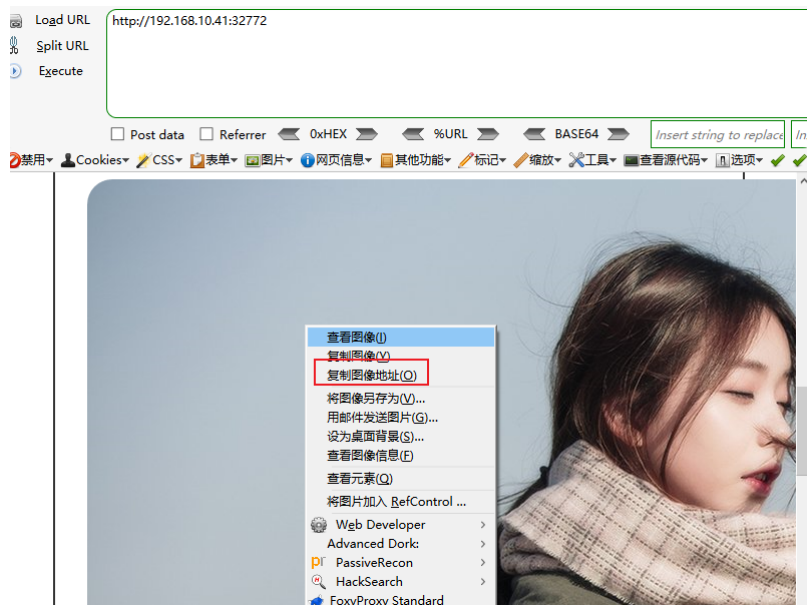 Load URL
http://192.168.10.41:32772
Split URL
Execute
Post data Referrer 0xHEX %URL BASE64 Insert string to replace In
禁用 Cookies CSS 表单 图片 网页信息 其他功能 标记 缩放 工具 查看源代码 选项
查看图像(I)
复制图像(Y)
复制图像地址(O)
将图像另存为(V)...
用邮件发送图片(G)...
设为桌面背景(S)...
查看图像信息(F)
查看元素(Q)
将图片加入 RefControl ...
Web Developer
Advanced Dork:
pr PassiveRecon
HackSearch
FoxyProxy Standard